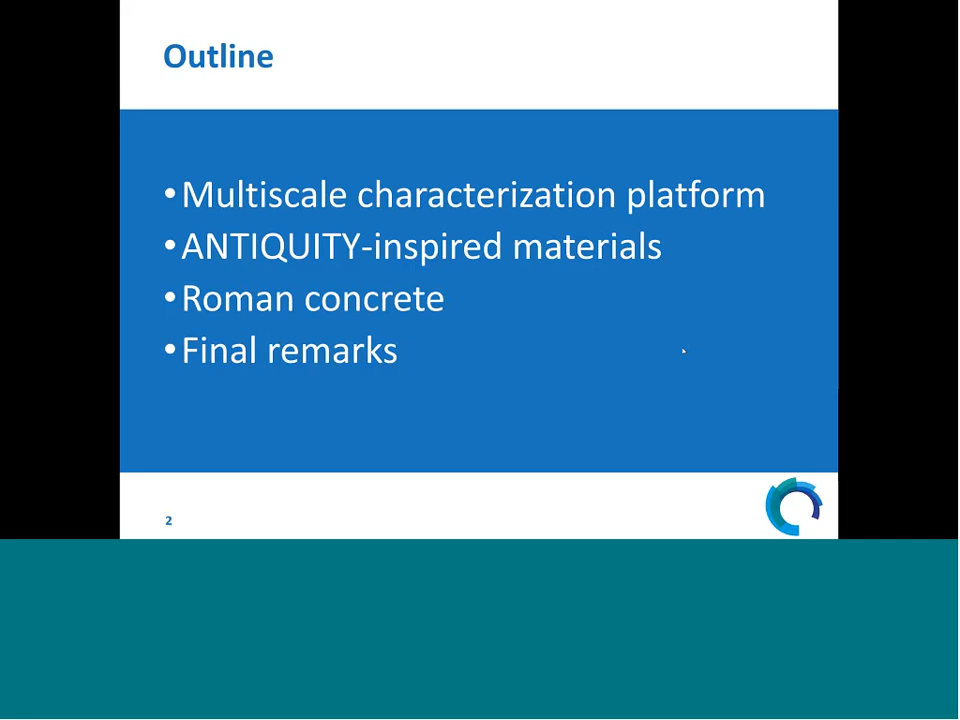 Outline
•Multiscale characterization platform
•ANTIQUITY-inspired materials
•Roman concrete
•Final remarks
2